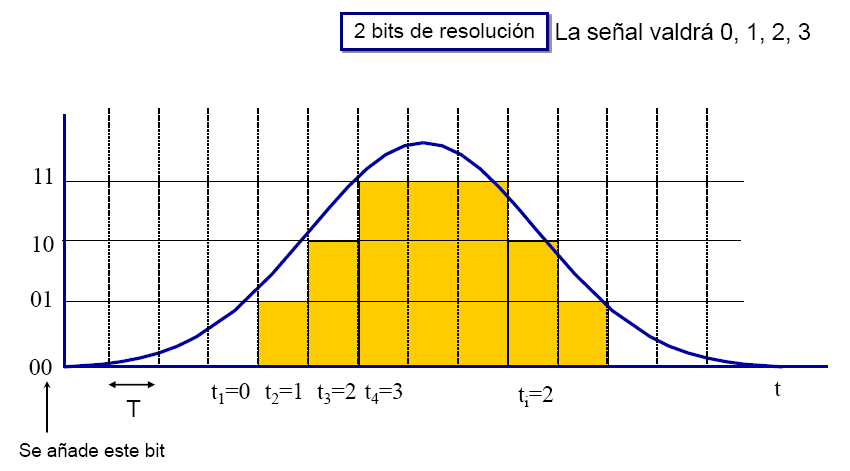 2 bits de resolución
La señal valdrá 0, 1, 2, 3
11
10
01
00
t₁=0 t₂=1 t₃=2 t₄=3 tᵢ=2 t
T
Se añade este bit